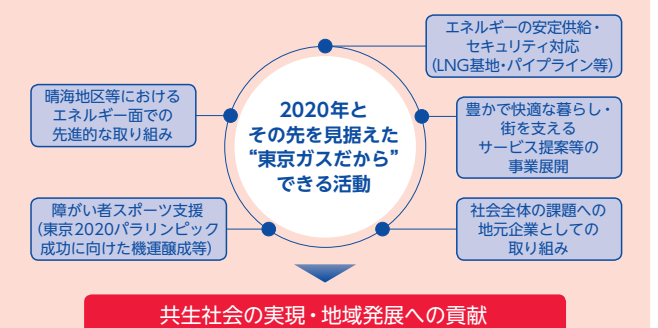 エネルギーの安定供給・
セキュリティ対応
(LNG基地・パイプライン等)
晴海地区等における
エネルギー面での
先進的な取り組み
2020年と
その先を見据えた
“東京ガスだから”
できる活動
豊かで快適な暮らし・
街を支える
サービス提案等の
事業展開
障がい者スポーツ支援
(東京2020パラリンピック
成功に向けた機運醸成等)
社会全体の課題への
地元企業としての
取り組み
共生社会の実現・地域発展への貢献